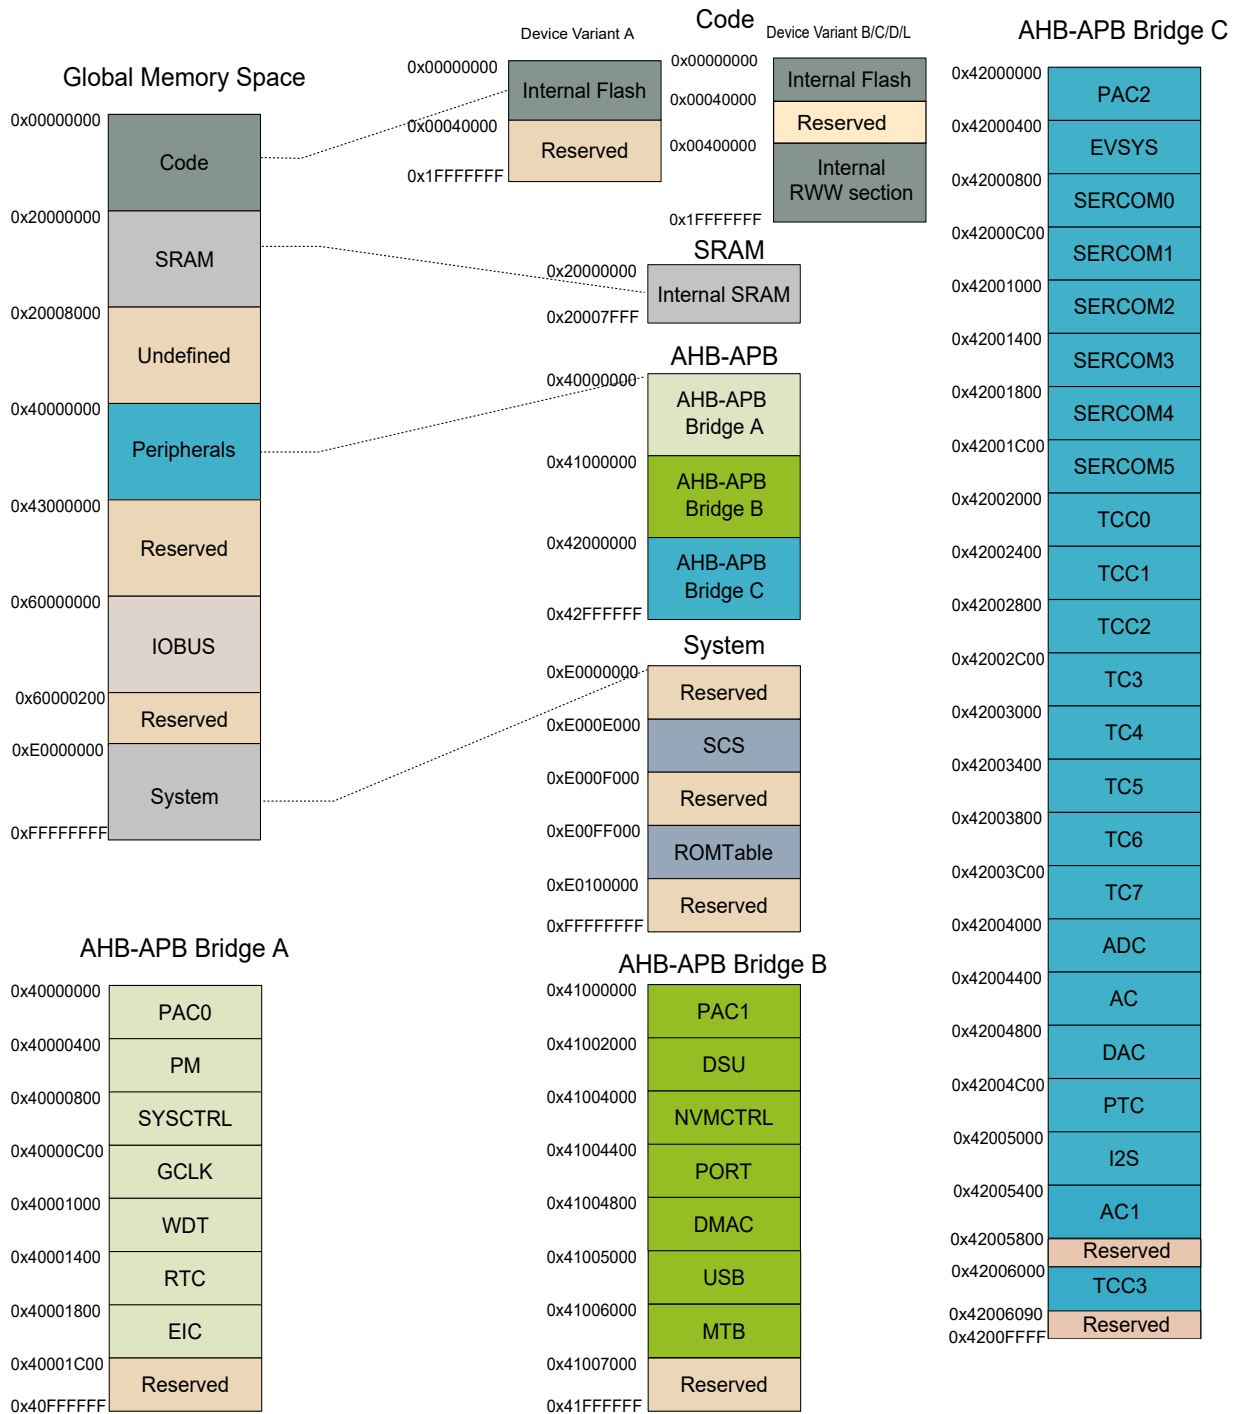 Global Memory Space
0x00000000
Code
0x20000000
SRAM
0x20008000
Undefined
0x40000000
Peripherals
0x43000000
Reserved
0x60000000
IOBUS
0x60000200
Reserved
0xE0000000
System
0xFFFFFFFF
Code
Device Variant A
0x00000000
Internal Flash
0x00040000
Reserved
0x1FFFFFFF
Device Variant B/C/D/L
0x00000000
Internal Flash
0x00040000
Reserved
0x00400000
Internal
RWW section
0x1FFFFFFF
SRAM
0x20000000
Internal SRAM
0x20007FFF
AHB-APB
0x40000000
AHB-APB
Bridge A
0x41000000
AHB-APB
Bridge B
0x42000000
AHB-APB
Bridge C
0x42FFFFFF
System
0xE0000000
Reserved
0xE000E000
SCS
0xE000F000
Reserved
0xE00FF000
ROMTable
0xE0100000
Reserved
0xFFFFFFFF
AHB-APB Bridge A
0x40000000
PAC0
0x40000400
PM
0x40000800
SYSCTRL
0x40000C00
GCLK
0x40001000
WDT
0x40001400
RTC
0x40001800
EIC
0x40001C00
Reserved
0x40FFFFFF
AHB-APB Bridge B
0x41000000
PAC1
0x41002000
DSU
0x41004000
NVMCTRL
0x41004400
PORT
0x41004800
DMAC
0x41005000
USB
0x41006000
MTB
0x41007000
Reserved
0x41FFFFFF
AHB-APB Bridge C
0x42000000
PAC2
0x42000400
EVSYS
0x42000800
SERCOM0
0x42000C00
SERCOM1
0x42001000
SERCOM2
0x42001400
SERCOM3
0x42001800
SERCOM4
0x42001C00
SERCOM5
0x42002000
TCC0
0x42002400
TCC1
0x42002800
TCC2
0x42002C00
TC3
0x42003000
TC4
0x42003400
TC5
0x42003800
TC6
0x42003C00
TC7
0x42004000
ADC
0x42004400
AC
0x42004800
DAC
0x42004C00
PTC
0x42005000
I2S
0x42005400
AC1
0x42005800
Reserved
0x42006000
TCC3
0x42006090
Reserved
0x4200FFFF